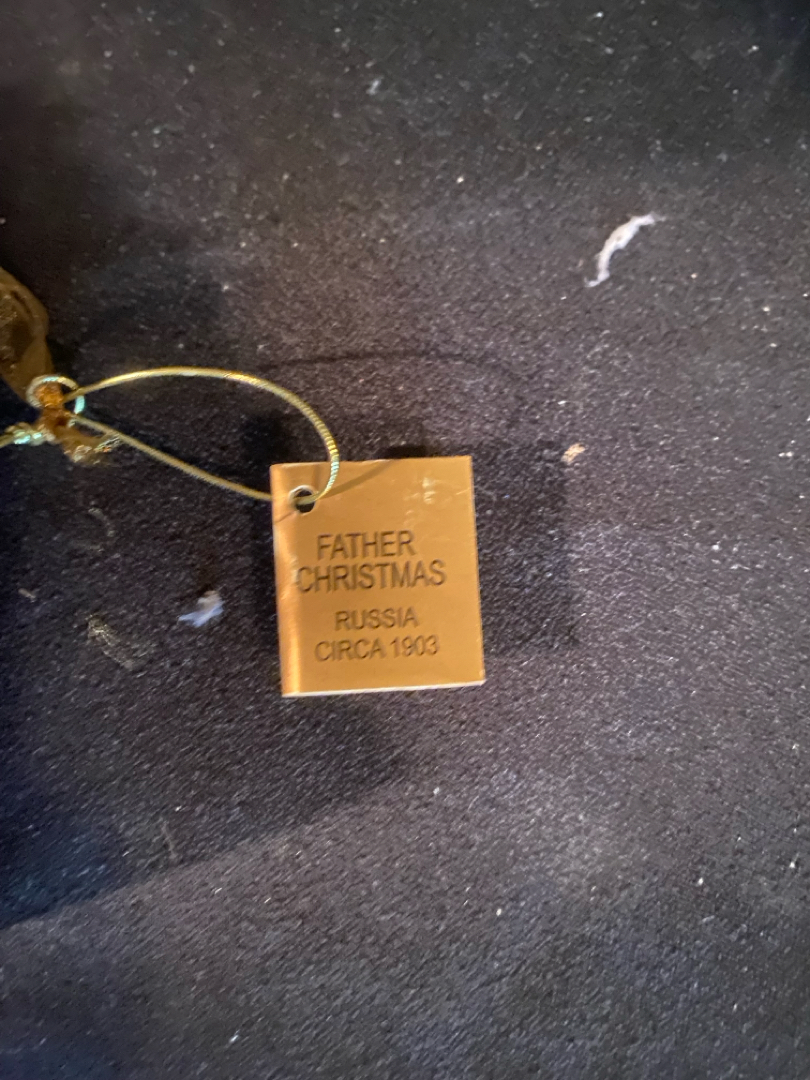 FATHER
CHRISTMAS
RUSSIA
CIRCA 1903